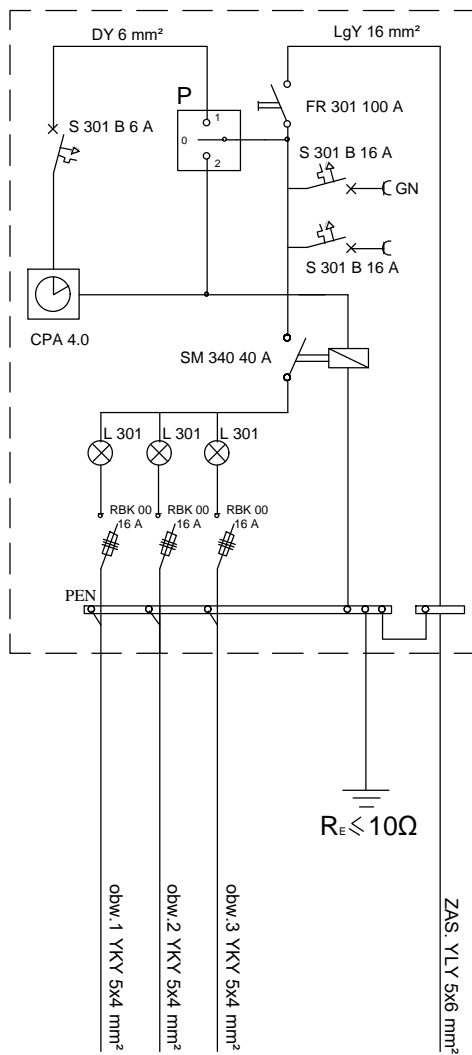 DY 6 mm²
LgY 16 mm²
P
1
0
2
S 301 B 6 A
FR 301 100 A
S 301 B 16 A
GN
S 301 B 16 A
CPA 4.0
SM 340 40 A
L 301
L 301
L 301
RBK 00
16 A
RBK 00
16 A
RBK 00
16 A
PEN
RE ⩽ 10Ω
obw.1 YKY 5x4 mm²
obw.2 YKY 5x4 mm²
obw.3 YKY 5x4 mm²
ZAS. YLY 5x6 mm²